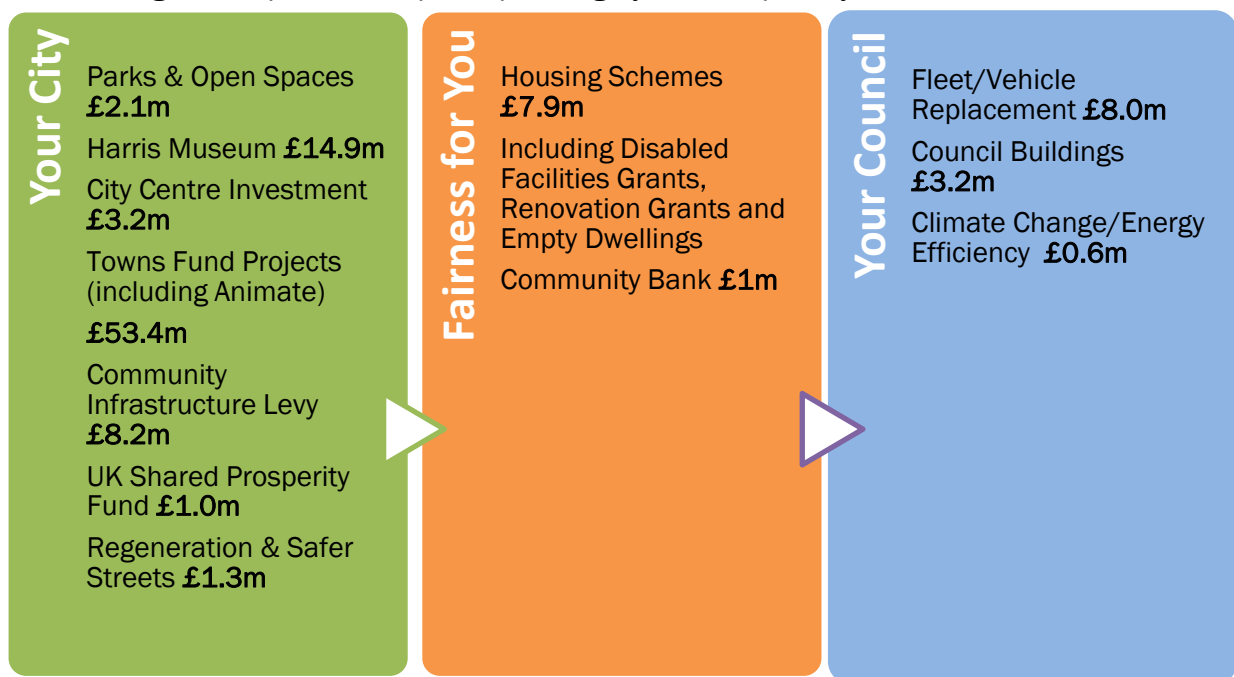 Your City
Parks & Open Spaces
£2.1m
Harris Museum £14.9m
City Centre Investment
£3.2m
Towns Fund Projects
(including Animate)
£53.4m
Community
Infrastructure Levy
£8.2m
UK Shared Prosperity
Fund £1.0m
Regeneration & Safer
Streets £1.3m
Fairness for You
Housing Schemes
£7.9m
Including Disabled
Facilities Grants,
Renovation Grants and
Empty Dwellings
Community Bank £1m
Your Council
Fleet/Vehicle
Replacement £8.0m
Council Buildings
£3.2m
Climate Change/Energy
Efficiency £0.6m